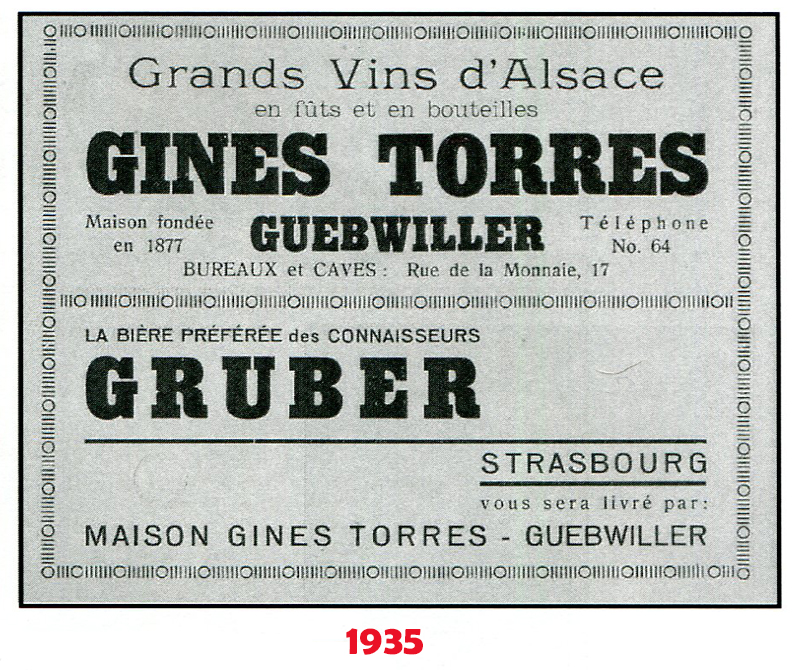 Grands Vins d'Alsace
en fûts et en bouteilles
GINES TORRES
Maison fondée
en 1877
GUEBWILLER
Téléphone
No. 64
BUREAUX et CAVES : Rue de la Monnaie, 17
LA BIÈRE PRÉFÉRÉE des CONNAISSEURS
GRUBER
STRASBOURG
vous sera livré par:
MAISON GINES TORRES - GUEBWILLER
1935